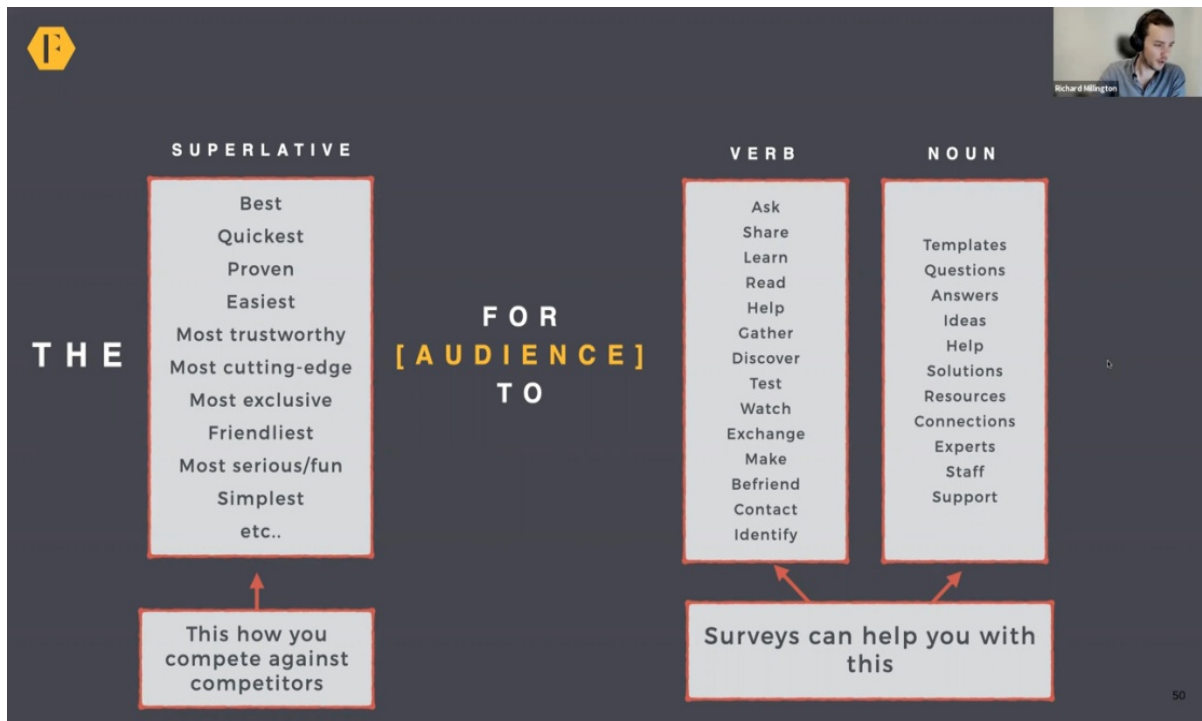 F
Richard Millington
SUPERLATIVE
VERB
NOUN
THE
Best
Quickest
Proven
Easiest
Most trustworthy
Most cutting-edge
Most exclusive
Friendliest
Most serious/fun
Simplest
etc..
FOR
[AUDIENCE]
TO
Ask
Share
Learn
Read
Help
Gather
Discover
Test
Watch
Exchange
Make
Befriend
Contact
Identify
Templates
Questions
Answers
Ideas
Help
Solutions
Resources
Connections
Experts
Staff
Support
This how you
compete against
competitors
Surveys can help you with
this
50